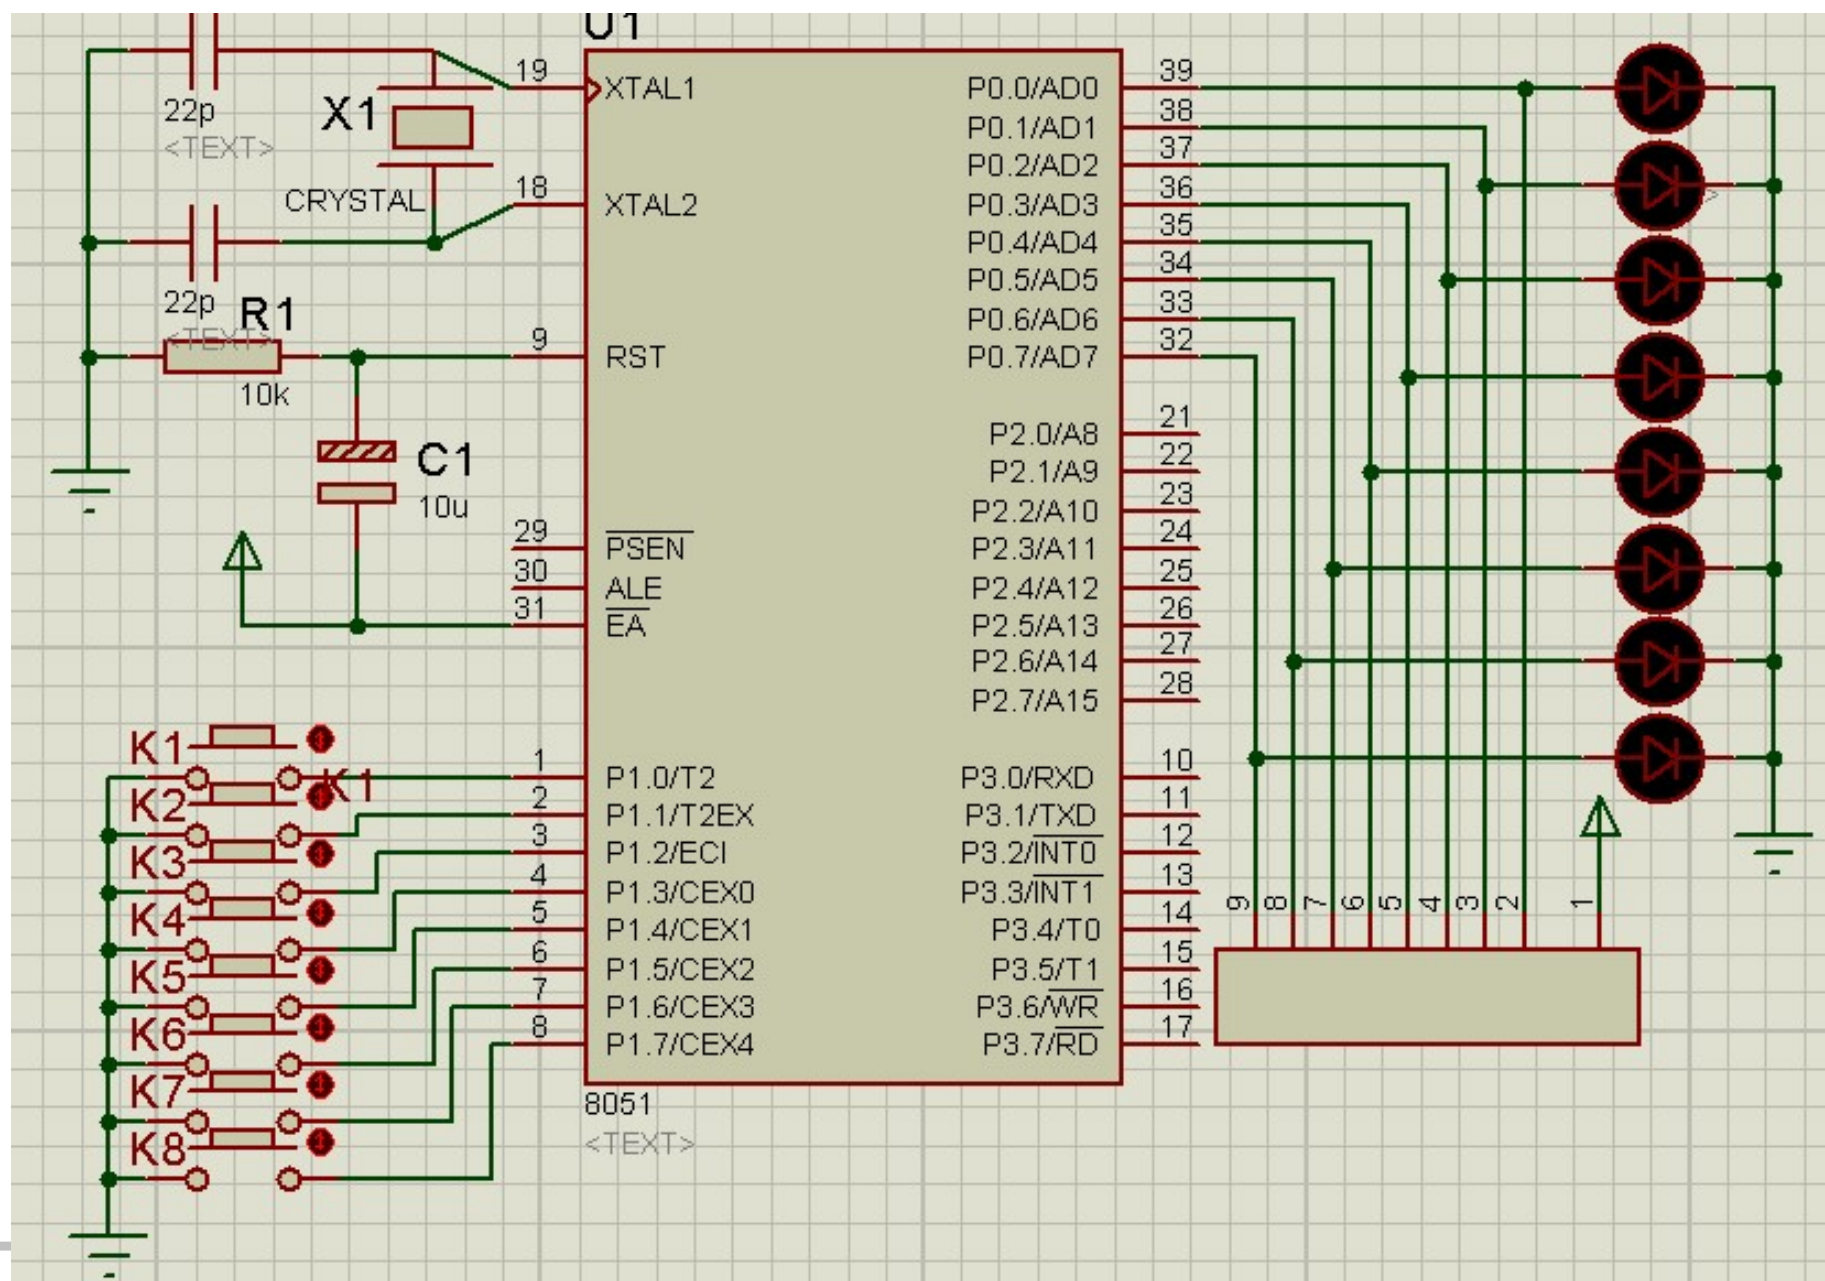 U1
22p
<TEXT>
X1
CRYSTAL
22p
<TEXT>
R1
10k
C1
10u
19 XTAL1
18 XTAL2
9 RST
29 PSEN
30 ALE
31 EA
1 P1.0/T2
2 P1.1/T2EX
3 P1.2/ECI
4 P1.3/CEX0
5 P1.4/CEX1
6 P1.5/CEX2
7 P1.6/CEX3
8 P1.7/CEX4
P0.0/AD0 39
P0.1/AD1 38
P0.2/AD2 37
P0.3/AD3 36
P0.4/AD4 35
P0.5/AD5 34
P0.6/AD6 33
P0.7/AD7 32
P2.0/A8 21
P2.1/A9 22
P2.2/A10 23
P2.3/A11 24
P2.4/A12 25
P2.5/A13 26
P2.6/A14 27
P2.7/A15 28
P3.0/RXD 10
P3.1/TXD 11
P3.2/INT0 12
P3.3/INT1 13
P3.4/T0 14
P3.5/T1 15
P3.6/WR 16
P3.7/RD 17
8051
<TEXT>
K1
K1
K2
K3
K4
K5
K6
K7
K8
9 8 7 6 5 4 3 2 1